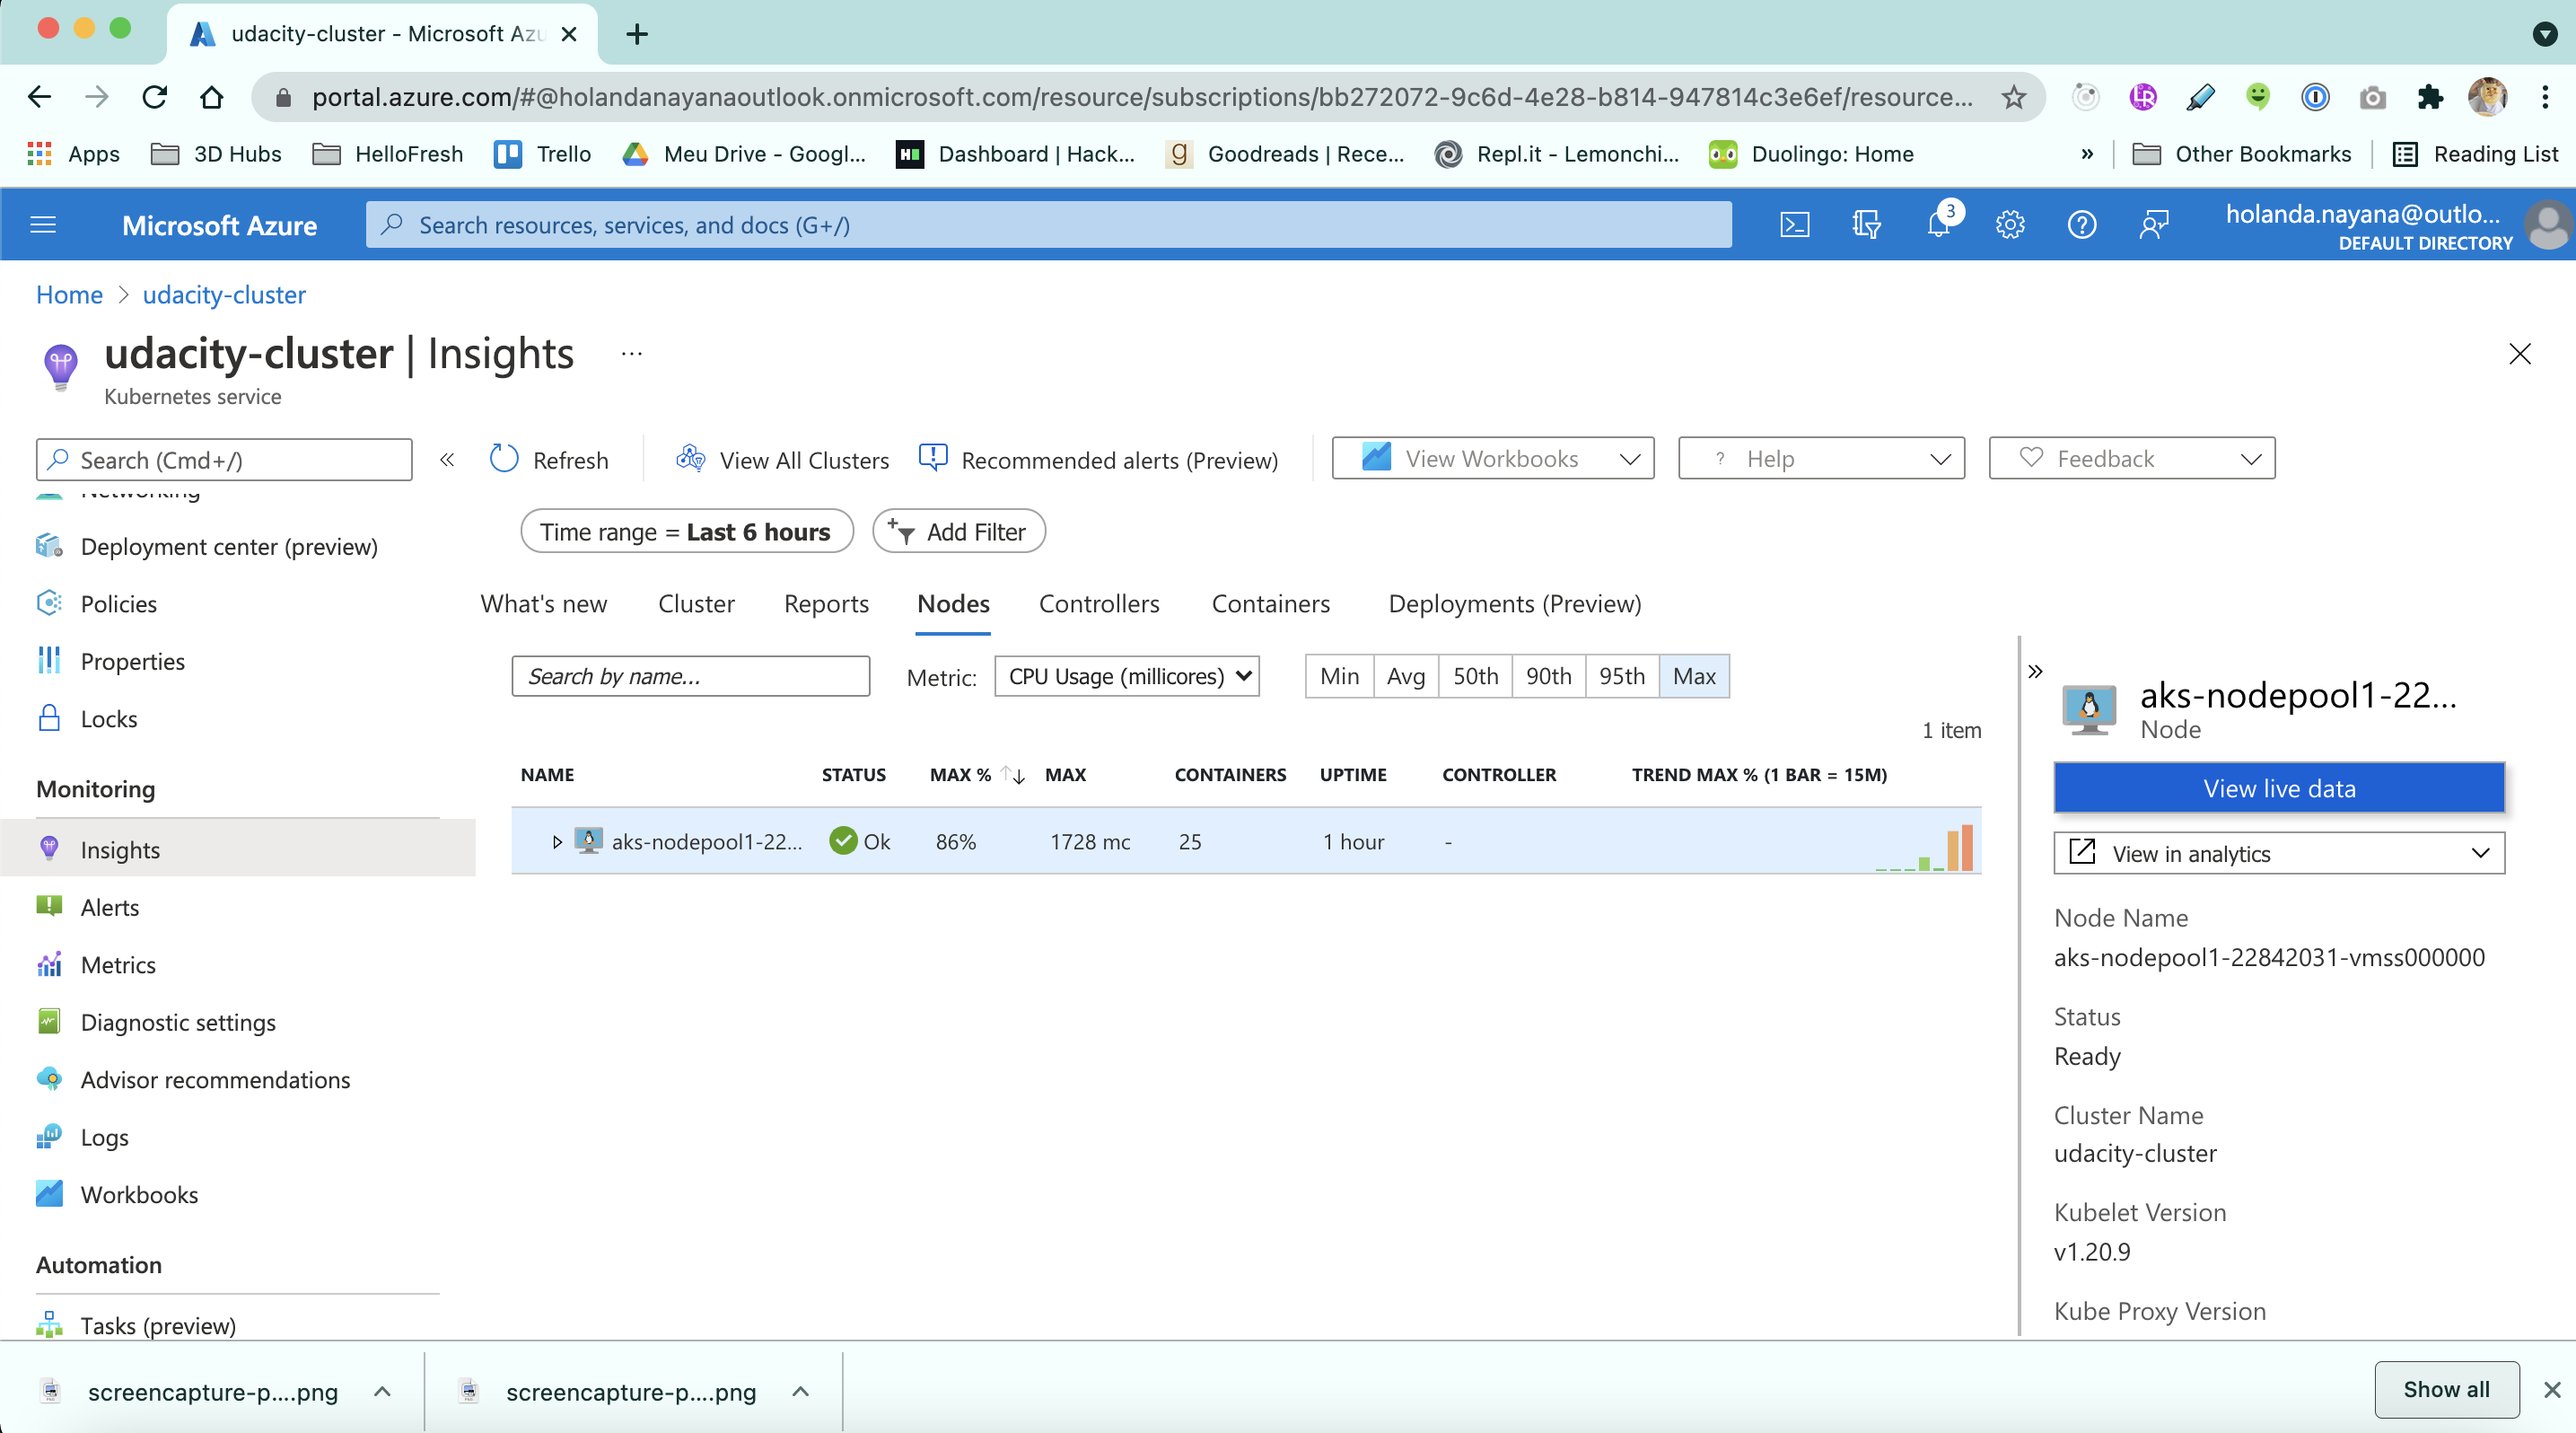 udacity-cluster - Microsoft Azu
portal.azure.com/#@holandanayanaoutlook.onmicrosoft.com/resource/subscriptions/bb272072-9c6d-4e28-b814-947814c3e6ef/resource...
Apps 3D Hubs HelloFresh Trello Meu Drive - Googl... Dashboard | Hack... Goodreads | Rece... Repl.it - Lemonchi... Duolingo: Home » Other Bookmarks Reading List
Microsoft Azure Search resources, services, and docs (G+/) 3 holanda.nayana@outlo...
DEFAULT DIRECTORY
Home > udacity-cluster
udacity-cluster | Insights ...
Kubernetes service
Search (Cmd+/) « Refresh View All Clusters Recommended alerts (Preview) View Workbooks ? Help Feedback
Networking
Deployment center (preview)
Policies
Properties
Locks
Monitoring
Insights
Alerts
Metrics
Diagnostic settings
Advisor recommendations
Logs
Workbooks
Automation
Tasks (preview)
Time range = Last 6 hours Add Filter
What's new Cluster Reports Nodes Controllers Containers Deployments (Preview)
Search by name... Metric: CPU Usage (millicores) Min Avg 50th 90th 95th Max
1 item
NAME STATUS MAX % MAX CONTAINERS UPTIME CONTROLLER TREND MAX % (1 BAR = 15M)
aks-nodepool1-22... Ok 86% 1728 mc 25 1 hour -
»
aks-nodepool1-22...
Node
View live data
View in analytics
Node Name
aks-nodepool1-22842031-vmss000000
Status
Ready
Cluster Name
udacity-cluster
Kubelet Version
v1.20.9
Kube Proxy Version
screencapture-p....png screencapture-p....png Show all